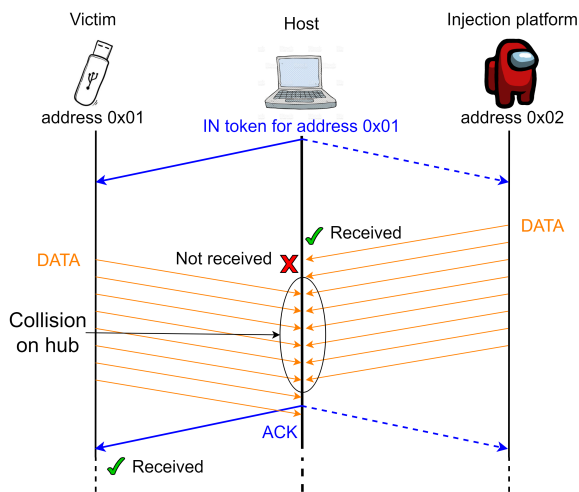 Victim
Host
Injection platform
address 0x01
address 0x02
IN token for address 0x01
Received
DATA
Not received
DATA
Collision
on hub
ACK
Received